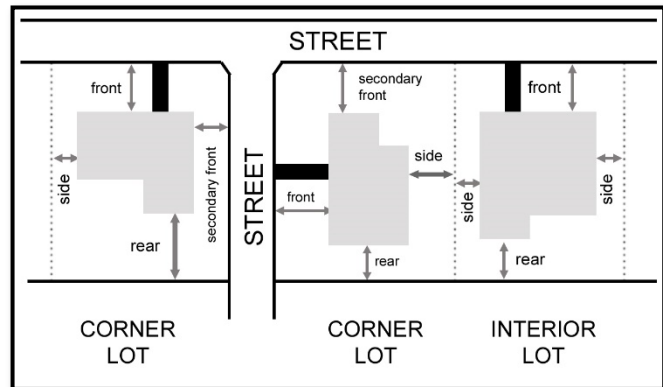 STREET
front
side
secondary front
rear
CORNER
LOT
STREET
secondary
front
front
side
rear
CORNER
LOT
front
side
side
rear
INTERIOR
LOT